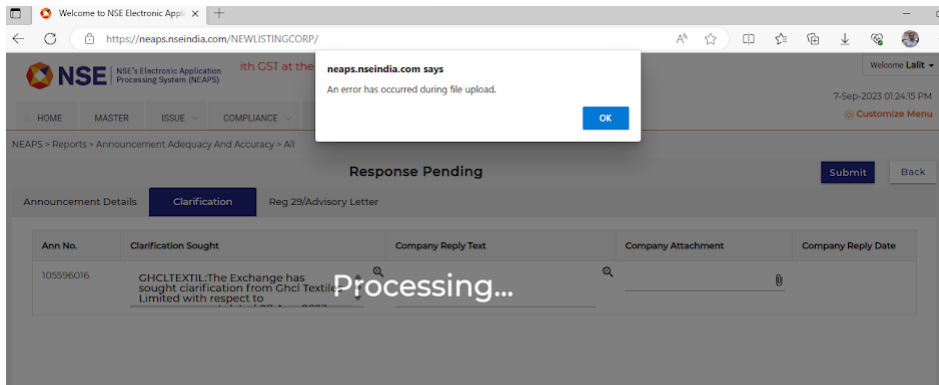 Welcome to NSE Electronic Appli
https://neaps.nseindia.com/NEWLISTINGCORP/
NSE
NSE's Electronic Application
Processing System (NEAPS)
ith GST at the
neaps.nseindia.com says
An error has occurred during file upload.
OK
Welcome Lalit
7-Sep-2023 01:24:15 PM
HOME MASTER ISSUE COMPLIANCE
Customize Menu
NEAPS > Reports > Announcement Adequacy And Accuracy > All
Response Pending
Submit Back
Announcement Details Clarification Reg 29/Advisory Letter
Ann No. Clarification Sought Company Reply Text Company Attachment Company Reply Date
105596016
GHCLTEXTIL:The Exchange has
sought clarification from Ghcl Textiles
Limited with respect to
Processing...